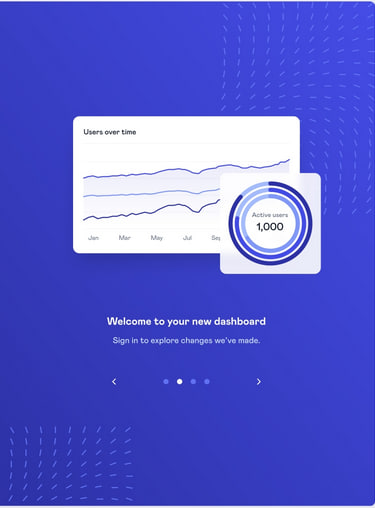 Users over time
Jan Mar May Jul
Active users
1,000
Welcome to your new dashboard
Sign in to explore changes we've made.